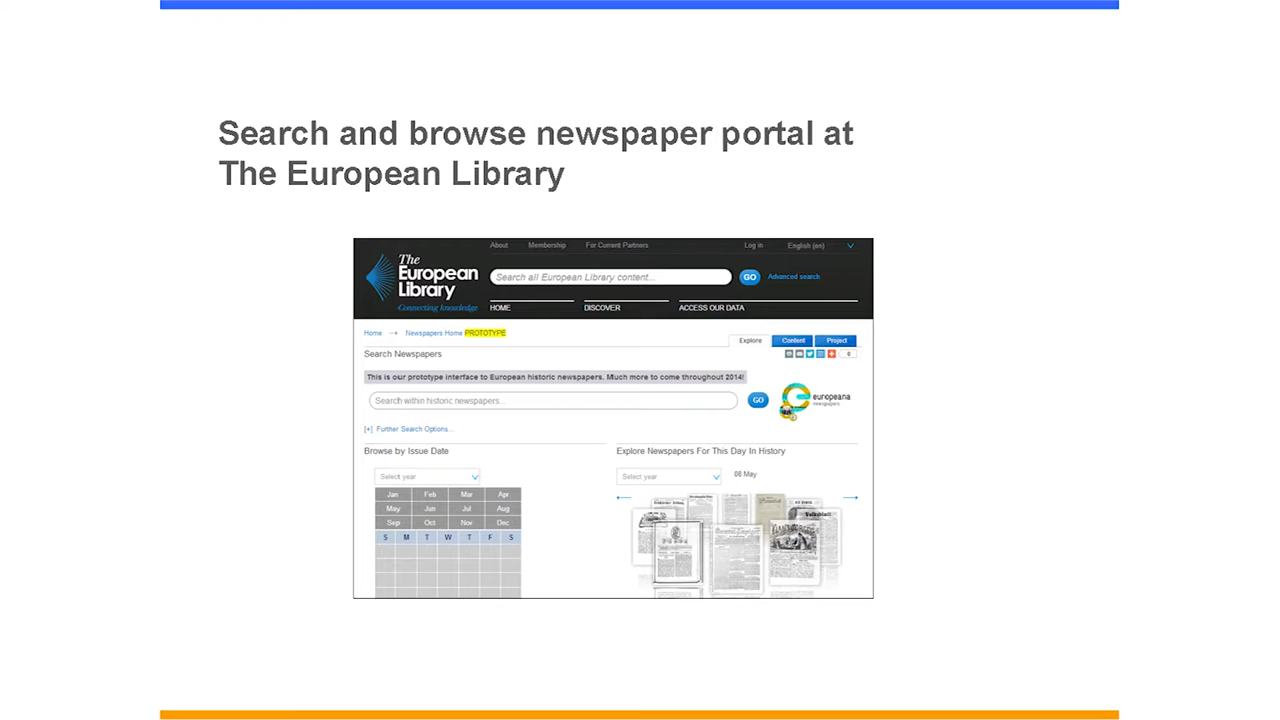 Search and browse newspaper portal at
The European Library
About Membership For Current Partners Log in English (en)
The
European
Library
Connecting knowledge
Search all European Library content...
GO
Advanced search
HOME DISCOVER ACCESS OUR DATA
Home → Newspapers Home PROTOTYPE
Explore Content Project
Search Newspapers
0
This is our prototype interface to European historic newspapers. Much more to come throughout 2014!
Search within historic newspapers...
GO
europeana
newspapers
[+] Further Search Options...
Browse by Issue Date
Explore Newspapers For This Day In History
Select year
Select year
08 May
Jan Feb Mar Apr
May Jun Jul Aug
Sep Oct Nov Dec
S M T W T F S
Volksblatt